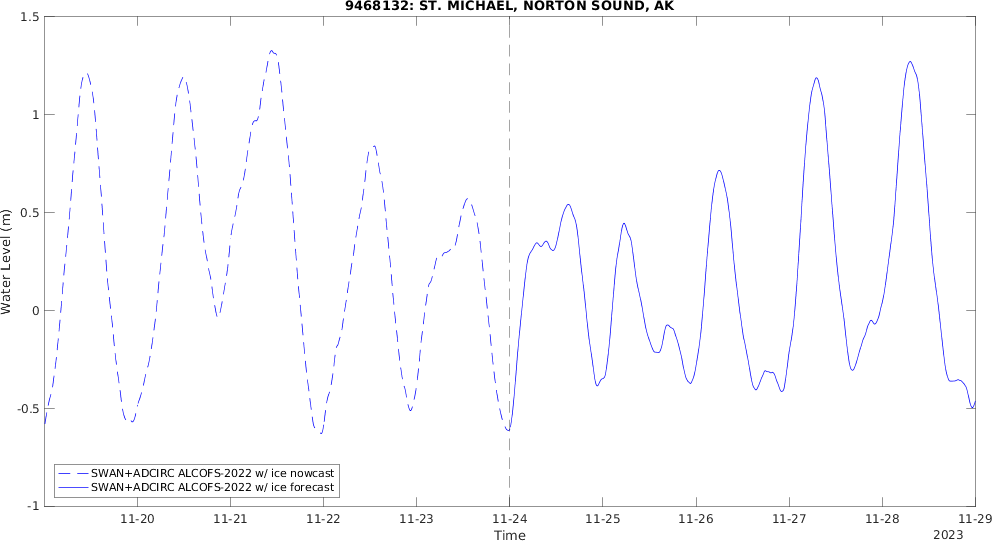 9468132: ST. MICHAEL, NORTON SOUND, AK
1.5
1
0.5
0
-0.5
-1
Water Level (m)
SWAN+ADCIRC ALCOFS-2022 w/ ice nowcast
SWAN+ADCIRC ALCOFS-2022 w/ ice forecast
11-20 11-21 11-22 11-23 11-24 11-25 11-26 11-27 11-28 11-29
Time
2023